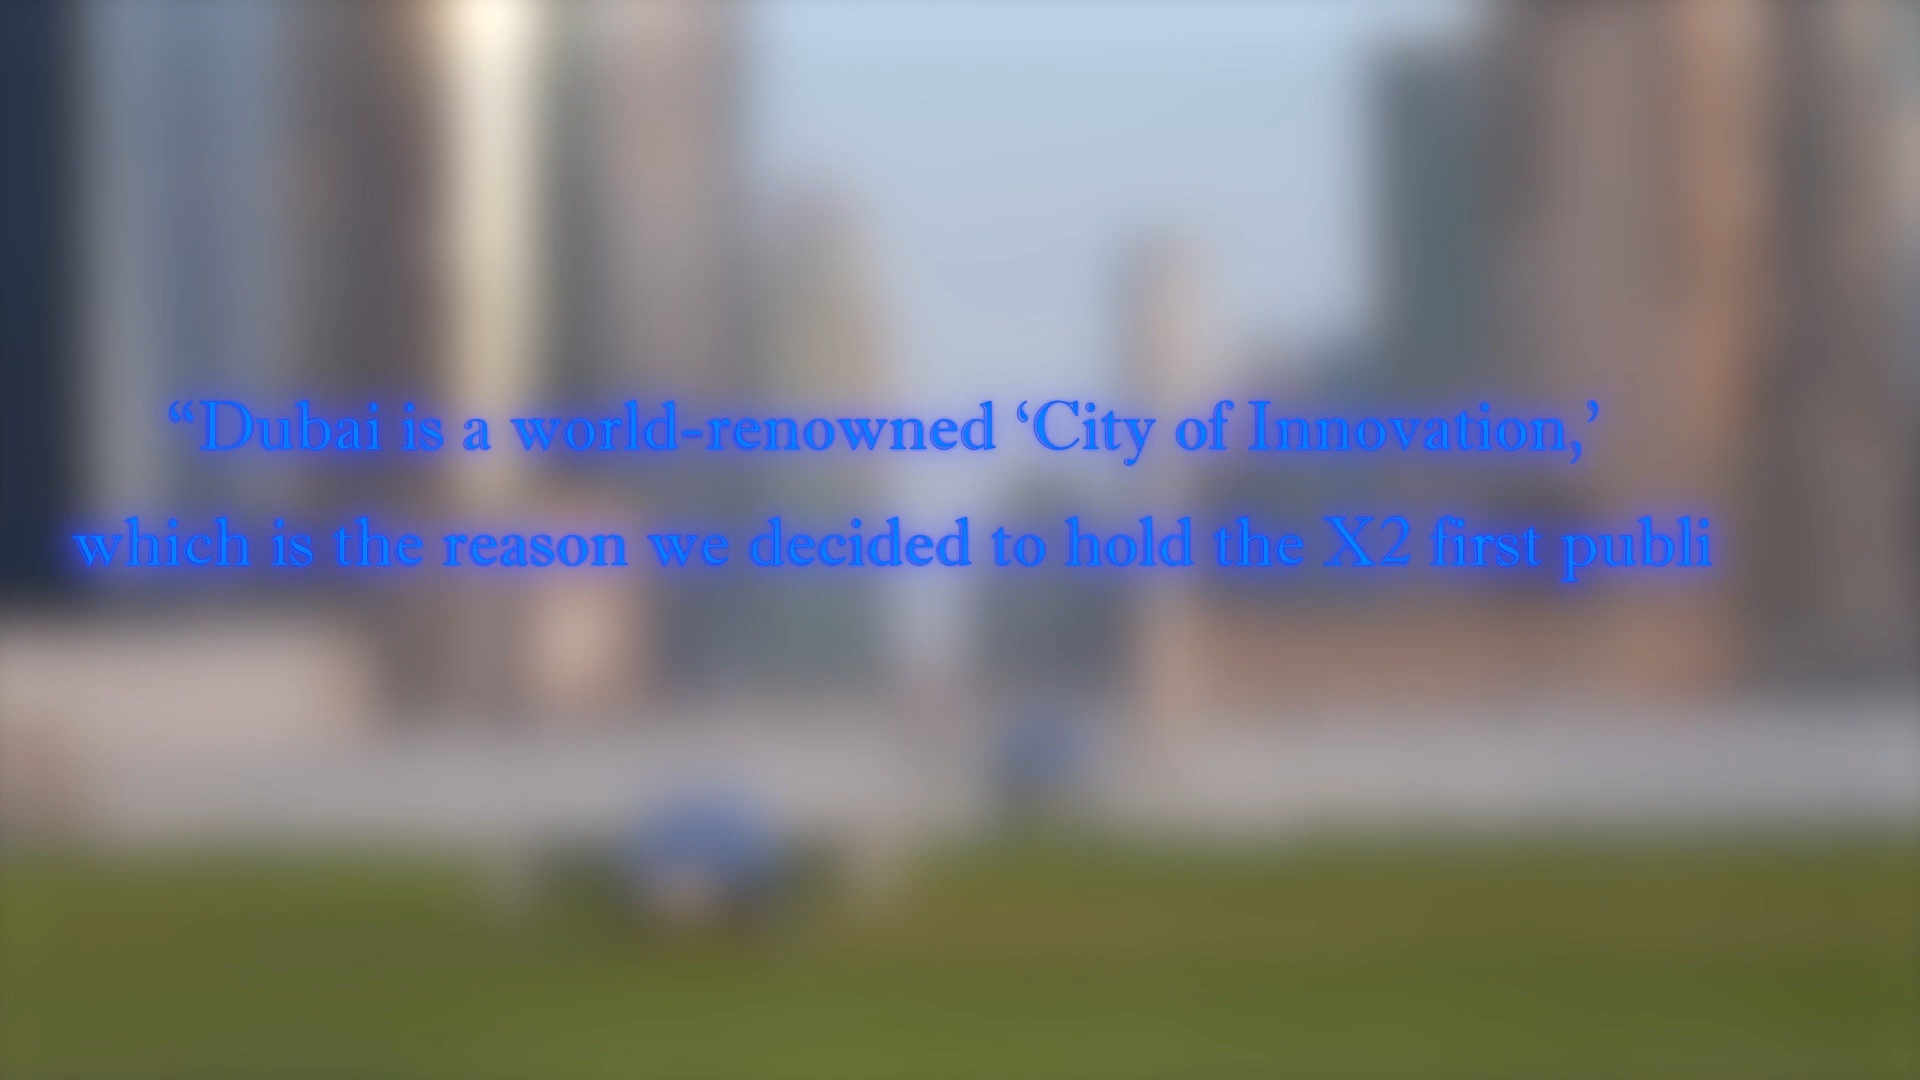 “Dubai is a world-renowned ‘City of Innovation,’
which is the reason we decided to hold the X2 first publi